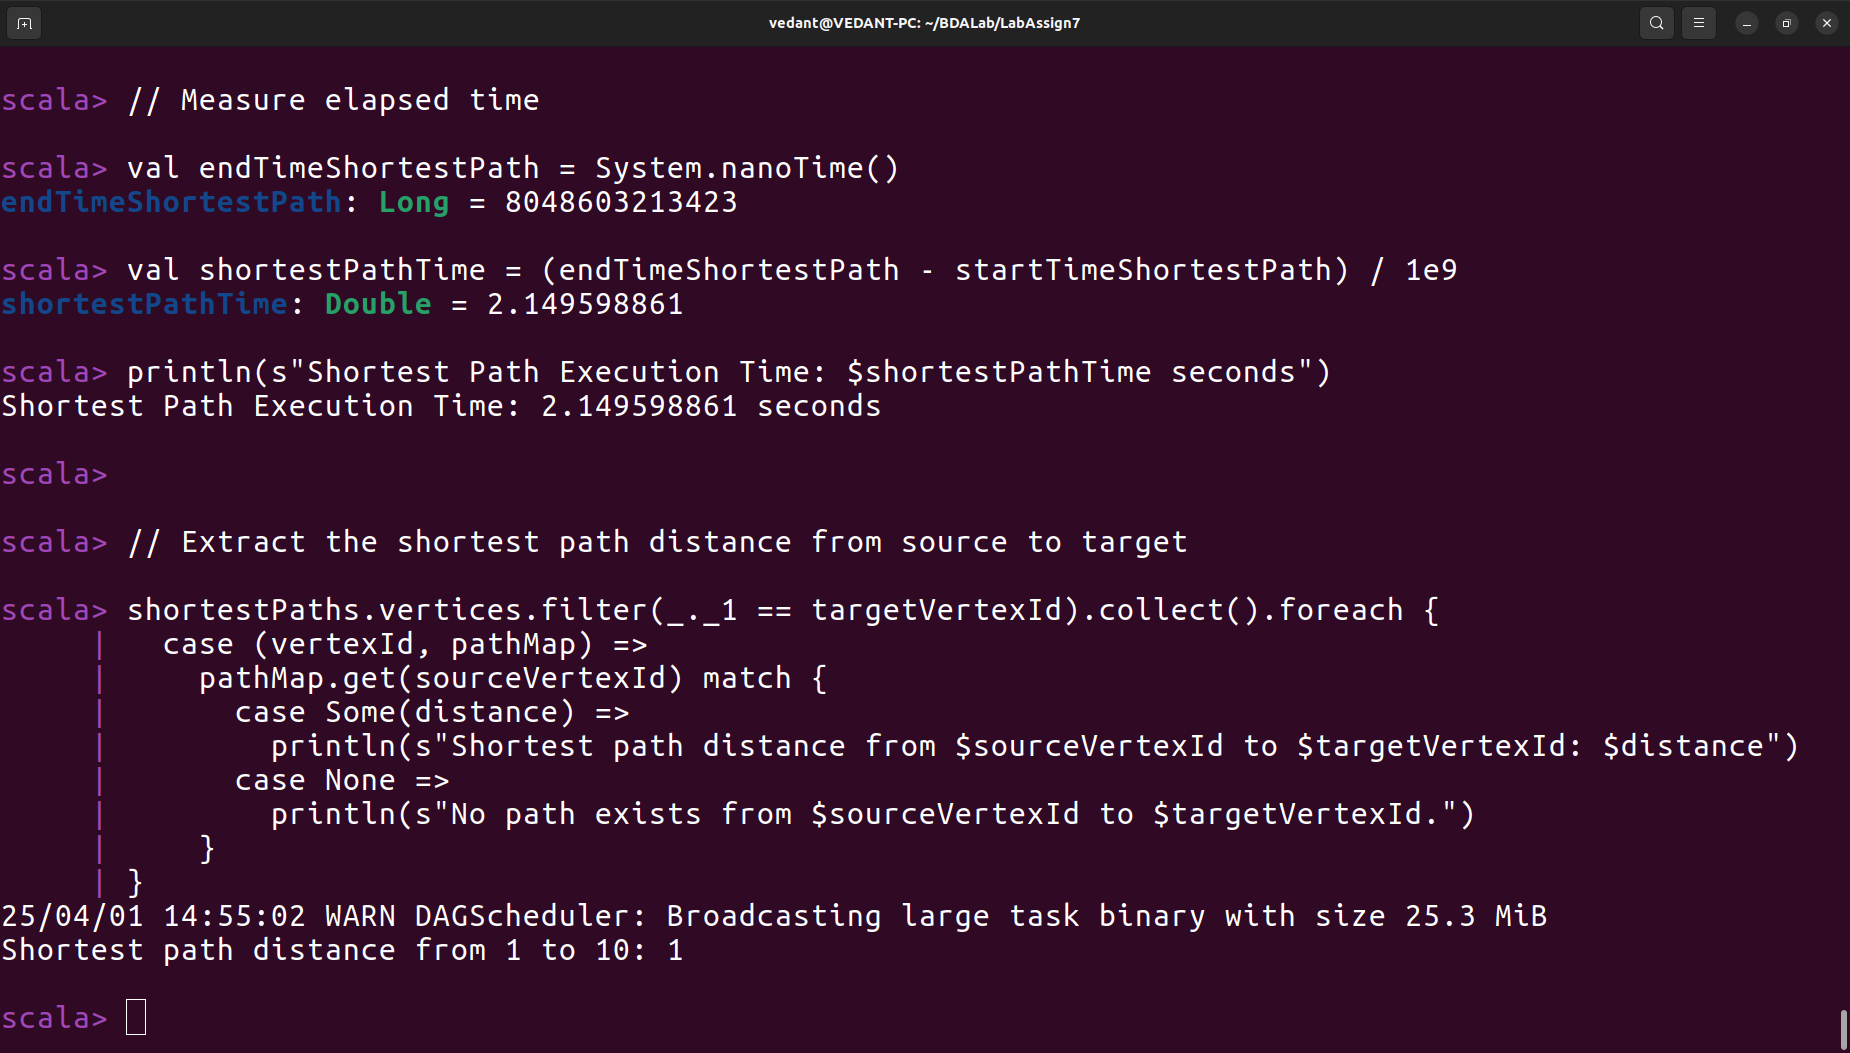 vedant@VEDANT-PC: ~/BDALab/LabAssign7
scala> // Measure elapsed time
scala> val endTimeShortestPath = System.nanoTime()
endTimeShortestPath: Long = 8048603213423
scala> val shortestPathTime = (endTimeShortestPath - startTimeShortestPath) / 1e9
shortestPathTime: Double = 2.149598861
scala> println(s"Shortest Path Execution Time: $shortestPathTime seconds")
Shortest Path Execution Time: 2.149598861 seconds
scala>
scala> // Extract the shortest path distance from source to target
scala> shortestPaths.vertices.filter(_._1 == targetVertexId).collect().foreach {
     |   case (vertexId, pathMap) =>
     |     pathMap.get(sourceVertexId) match {
     |       case Some(distance) =>
     |         println(s"Shortest path distance from $sourceVertexId to $targetVertexId: $distance")
     |       case None =>
     |         println(s"No path exists from $sourceVertexId to $targetVertexId.")
     |     }
     | }
25/04/01 14:55:02 WARN DAGScheduler: Broadcasting large task binary with size 25.3 MiB
Shortest path distance from 1 to 10: 1
scala>